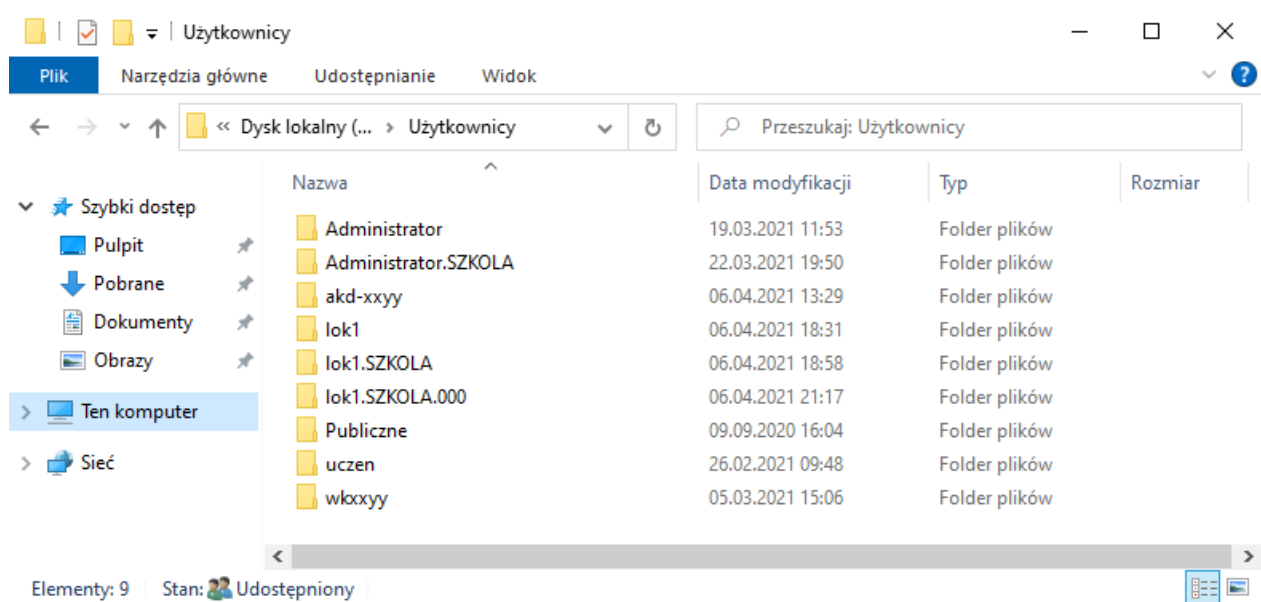 Użytkownicy
Plik Narzędzia główne Udostępnianie Widok
« Dysk lokalny (... > Użytkownicy Przeszukaj: Użytkownicy
Nazwa Data modyfikacji Typ Rozmiar
Szybki dostęp
Pulpit
Pobrane
Dokumenty
Obrazy
Ten komputer
Sieć
Administrator 19.03.2021 11:53 Folder plików
Administrator.SZKOLA 22.03.2021 19:50 Folder plików
akd-xxyy 06.04.2021 13:29 Folder plików
lok1 06.04.2021 18:31 Folder plików
lok1.SZKOLA 06.04.2021 18:58 Folder plików
lok1.SZKOLA.000 06.04.2021 21:17 Folder plików
Publiczne 09.09.2020 16:04 Folder plików
uczen 26.02.2021 09:48 Folder plików
wkxxyy 05.03.2021 15:06 Folder plików
Elementy: 9 Stan: Udostępniony